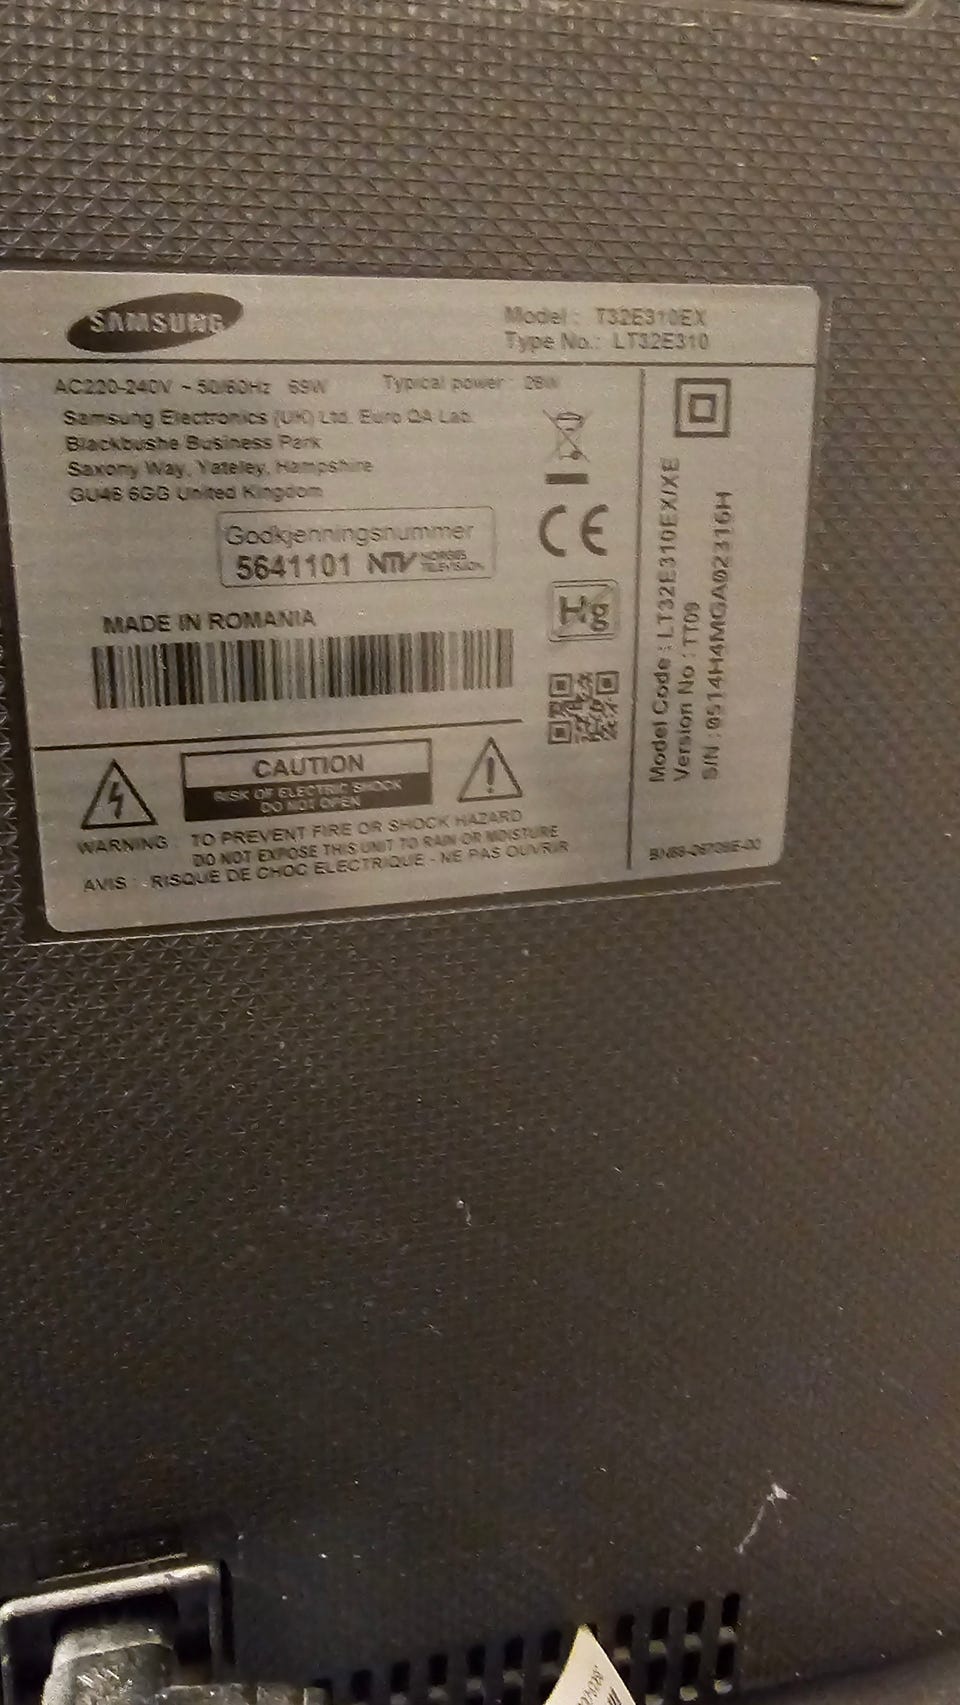 SAMSUNG
Model : T32E310EX
Type No.: LT32E310
AC220-240V ~ 50/60Hz 69W Typical power : 28W
Samsung Electronics (UK) Ltd. Euro QA Lab.
Blackbushe Business Park
Saxony Way, Yateley, Hampshire
GU46 6GG United Kingdom
Godkjenningsnummer
5641101 NTV NORGES
TELEVISION
CE
Hg
MADE IN ROMANIA
CAUTION
RISK OF ELECTRIC SHOCK
DO NOT OPEN
WARNING : TO PREVENT FIRE OR SHOCK HAZARD
DO NOT EXPOSE THIS UNIT TO RAIN OR MOISTURE
AVIS : RISQUE DE CHOC ELECTRIQUE - NE PAS OUVRIR
Model Code : LT32E310EX/XE
Version No : TT09
S/N : 0514H4MGA02316H
POWER